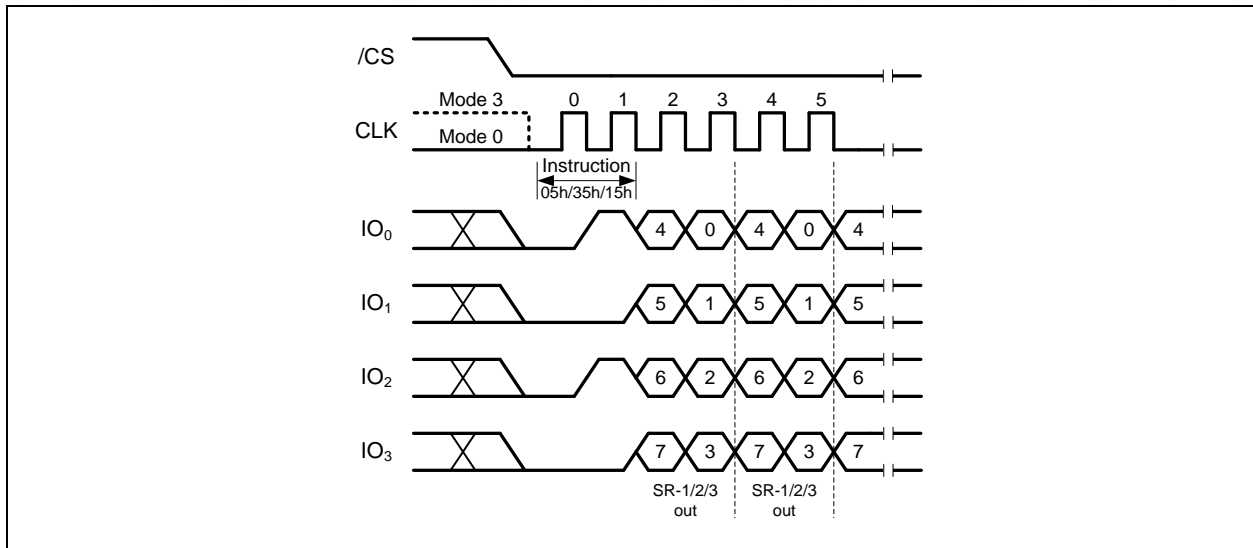 /CS
Mode 3
0 1 2 3 4 5
CLK
Mode 0
Instruction
05h/35h/15h
IO0 4 0 4 0 4
IO1 5 1 5 1 5
IO2 6 2 6 2 6
IO3 7 3 7 3 7
SR-1/2/3 SR-1/2/3
out out